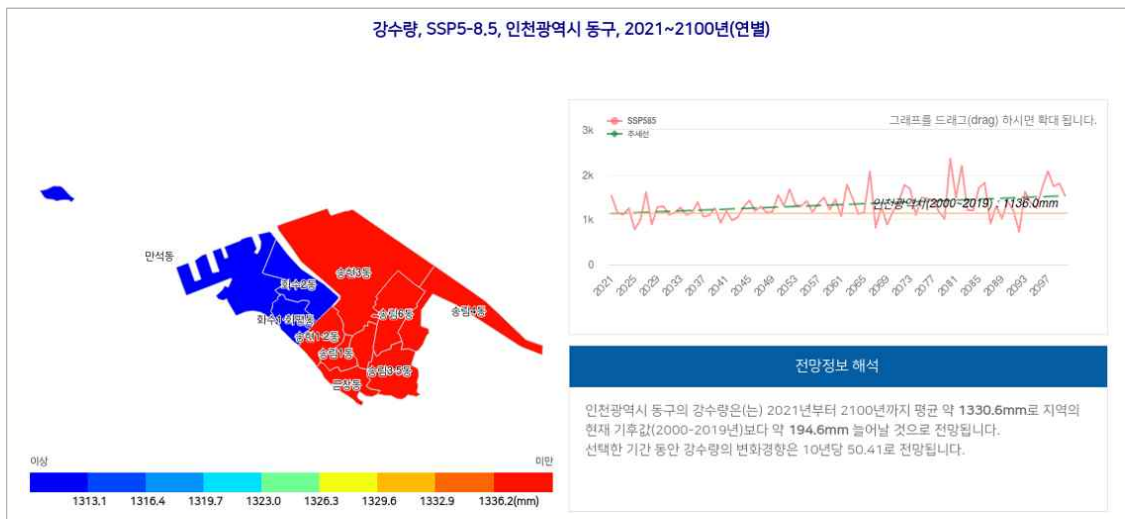 강수량, SSP5-8.5, 인천광역시 동구, 2021~2100년(연별)
SSP585
추세선
그래프를 드래그(drag) 하시면 확대 됩니다.
3k
2k
1k
0
인천광역시(2000-2019) : 1136.0mm
2021 2025 2029 2033 2037 2041 2045 2049 2053 2057 2061 2065 2069 2073 2077 2081 2085 2089 2093 2097
만석동
화수2동
송현3동
화수1·화평동
송현1·2동
송림6동
송림4동
송림1동
송림3·5동
금창동
전망정보 해석
인천광역시 동구의 강수량은(는) 2021년부터 2100년까지 평균 약 1330.6mm로 지역의
현재 기후값(2000-2019년)보다 약 194.6mm 늘어날 것으로 전망됩니다.
선택한 기간 동안 강수량의 변화경향은 10년당 50.41로 전망됩니다.
이상 미만
1313.1 1316.4 1319.7 1323.0 1326.3 1329.6 1332.9 1336.2(mm)